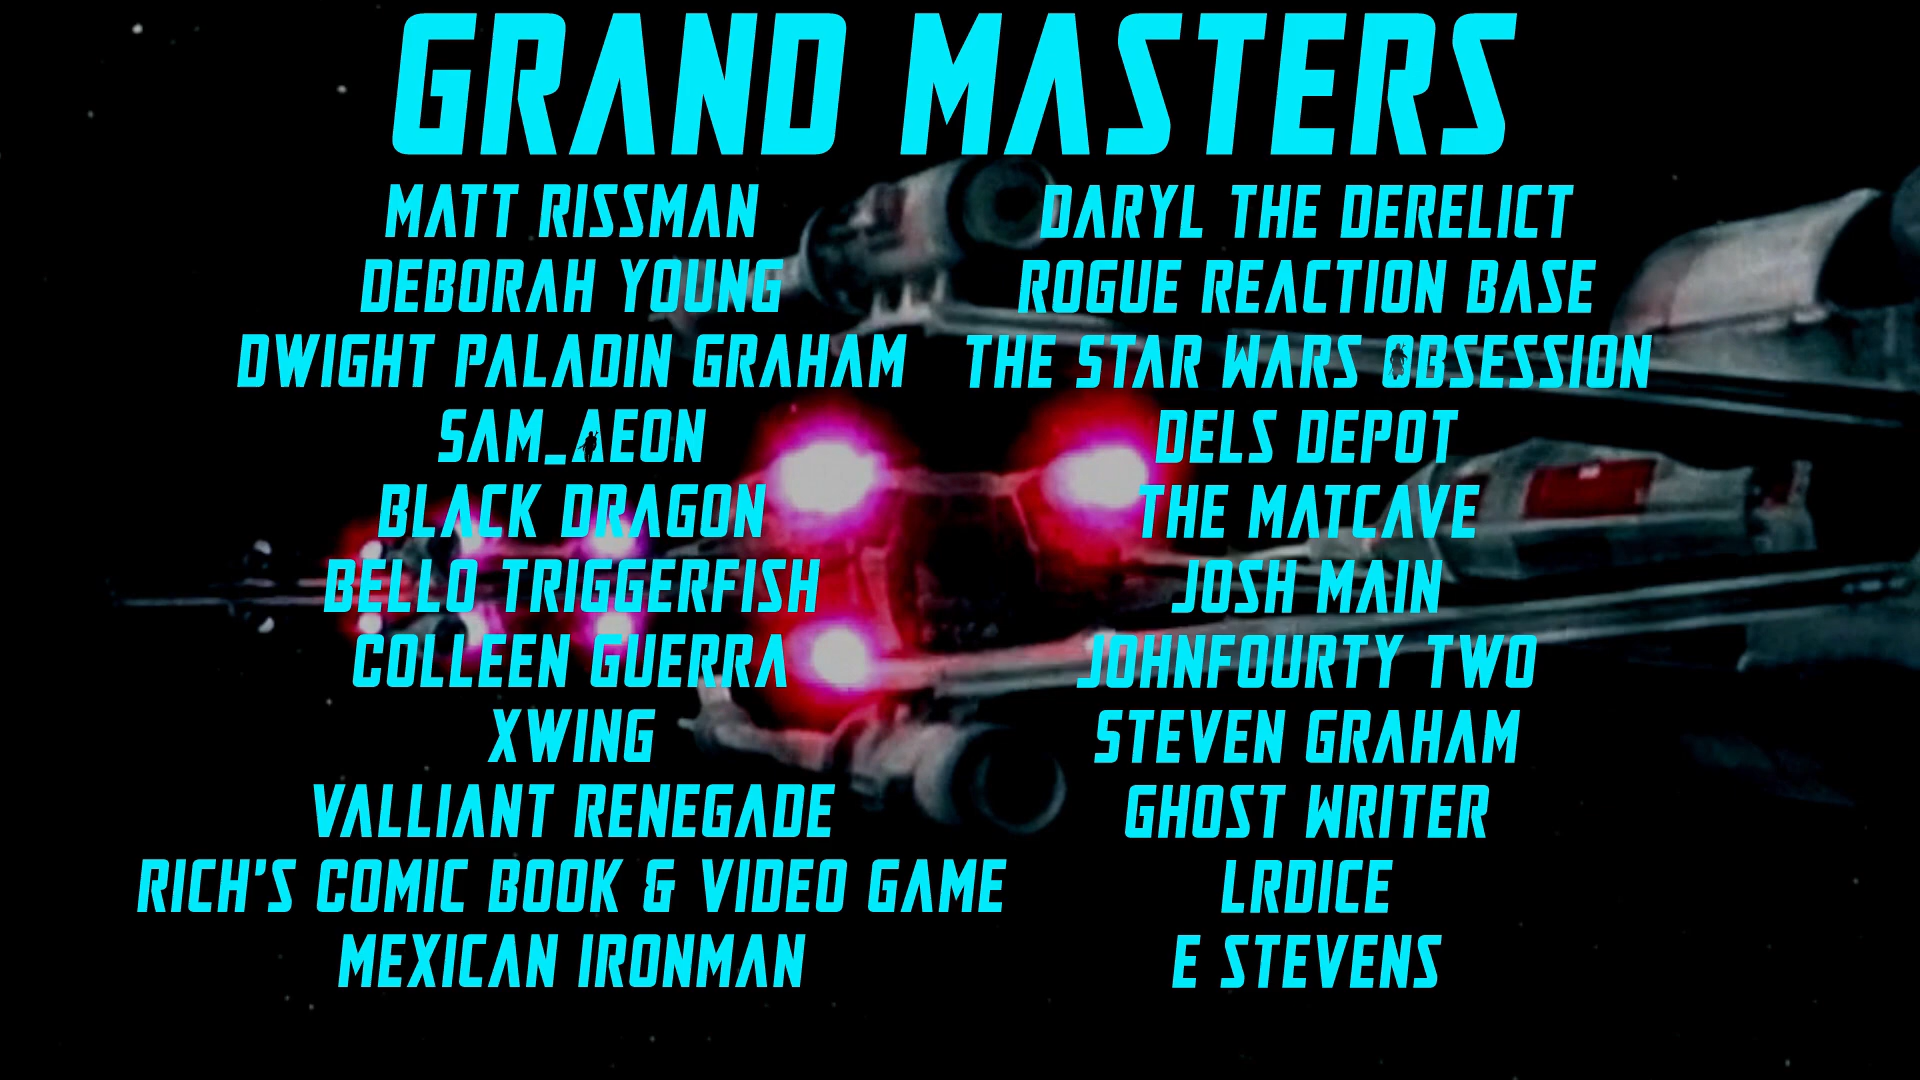 GRAND MASTERS
MATT RISSMAN
DEBORAH YOUNG
DWIGHT PALADIN GRAHAM
SAM_AEON
BLACK DRAGON
BELLO TRIGGERFISH
COLLEEN GUERRA
XWING
VALLIANT RENEGADE
RICH'S COMIC BOOK & VIDEO GAME
MEXICAN IRONMAN
DARYL THE DERELICT
ROGUE REACTION BASE
THE STAR WARS OBSESSION
DELS DEPOT
THE MATCAVE
JOSH MAIN
JOHNFOURTY TWO
STEVEN GRAHAM
GHOST WRITER
LRDICE
E STEVENS